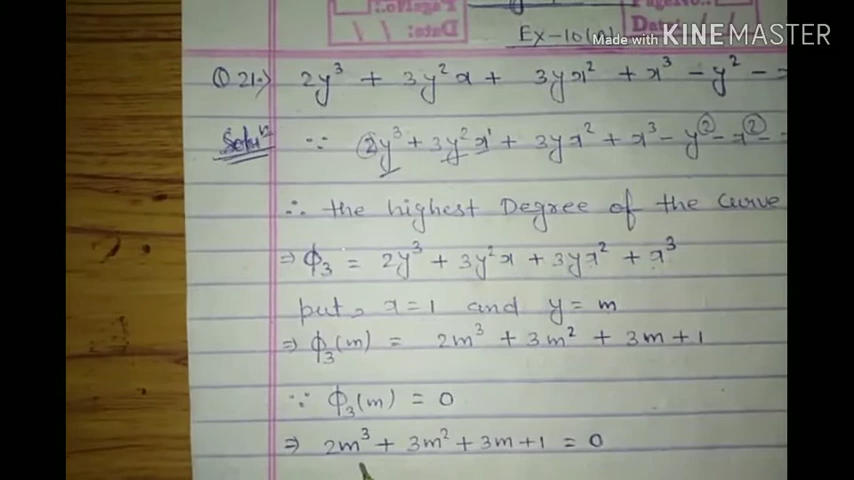 Ex-10(
Made with KINEMASTER
Q 21.) 2y³ + 3y²x + 3yx² + x³ - y² -
Soluⁿ ∵ 2y³ + 3y²x' + 3yx² + x³ - y² - x² -
∴ the highest Degree of the Curve
⇒ ϕ₃ = 2y³ + 3y²x + 3yx² + x³
put, x = 1 and y = m
⇒ ϕ₃(m) = 2m³ + 3m² + 3m + 1
∵ ϕ₃(m) = 0
⇒ 2m³ + 3m² + 3m + 1 = 0